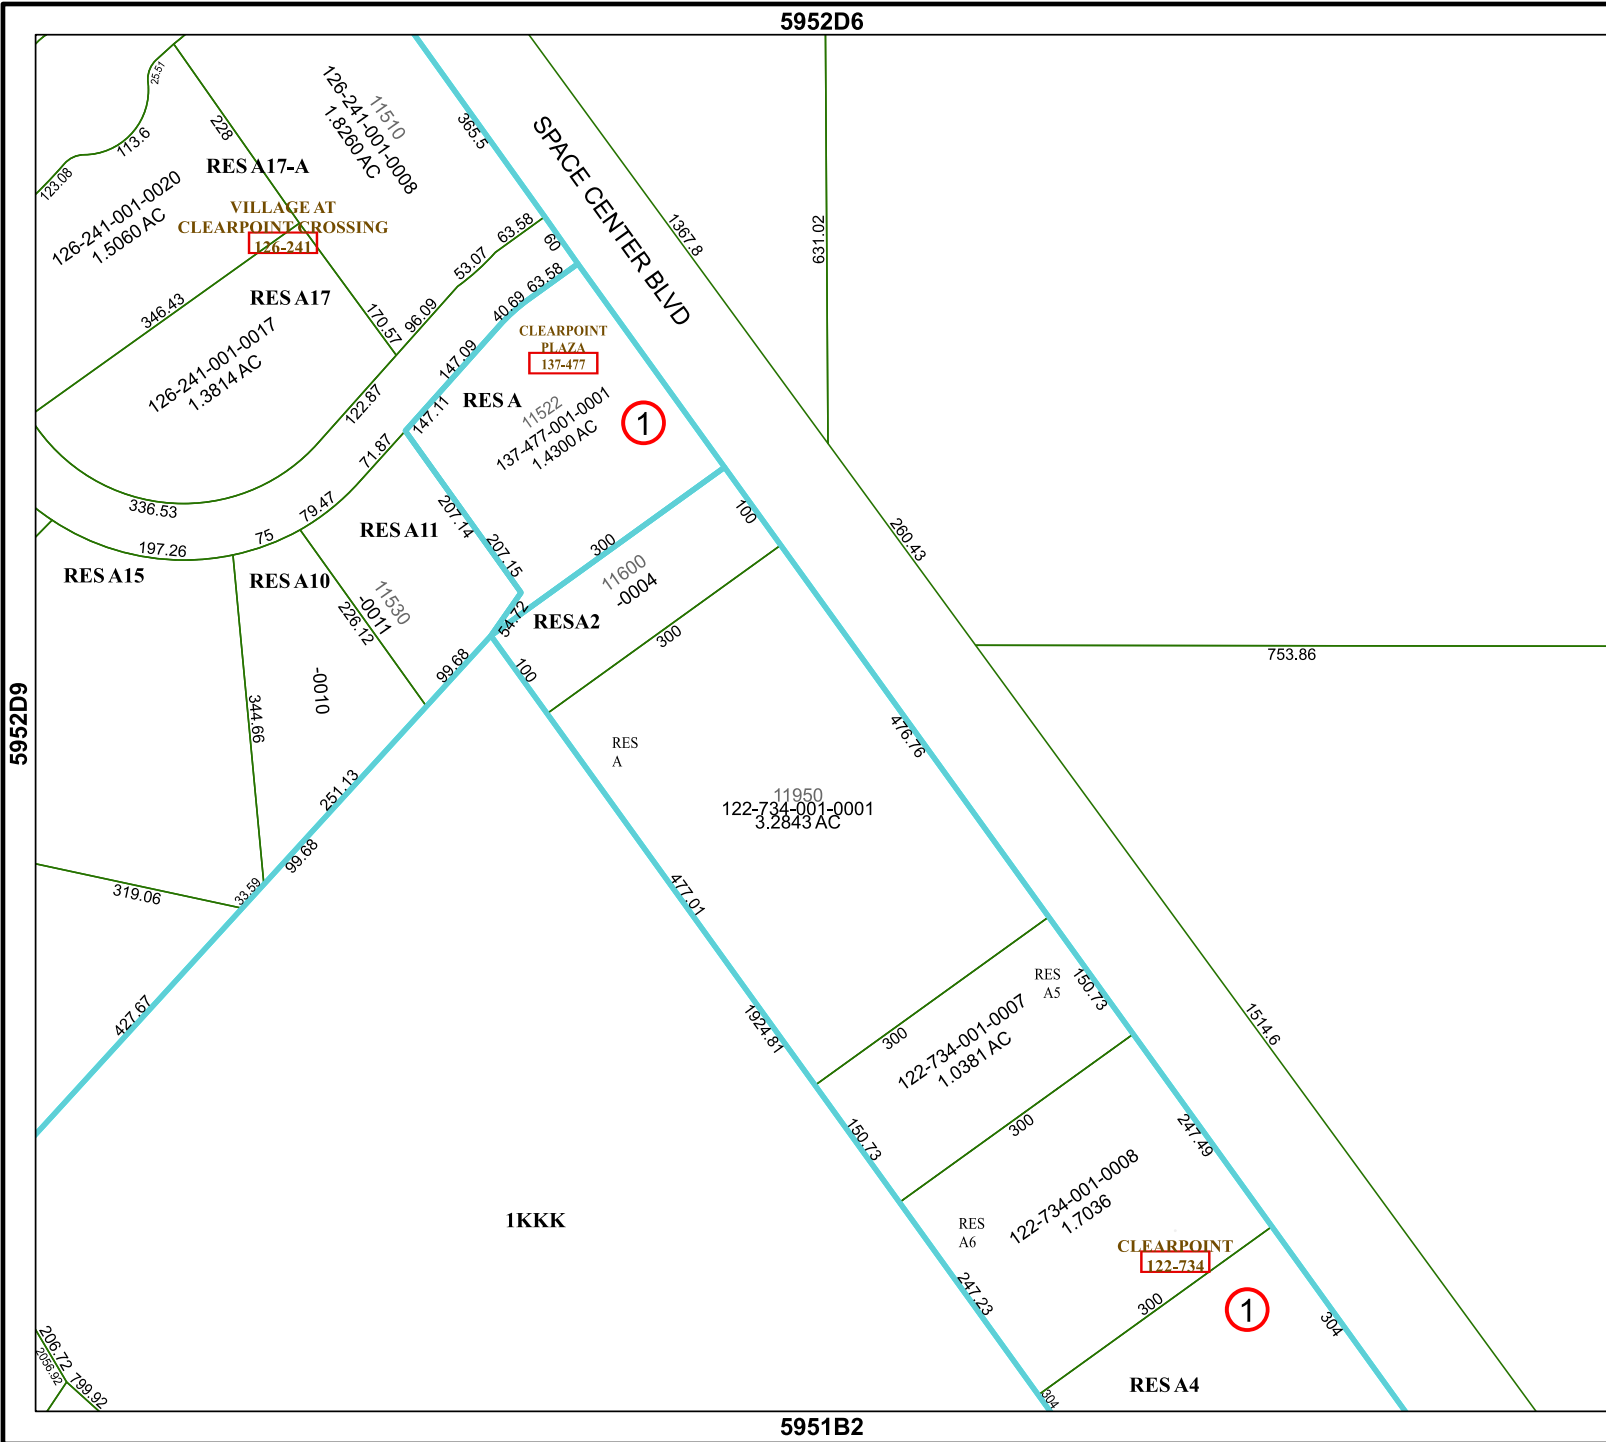 5952D6
25.51
113.6
123.08
228
126-241-001-0020
1.5060 AC
RES A17-A
11510
126-241-001-0008
1.8260 AC
365.5
SPACE CENTER BLVD
1367.8
631.02
VILLAGE AT
CLEARPOINT CROSSING
126-241
346.43
RES A17
126-241-001-0017
1.3814 AC
170.57
96.09
53.07
63.58
60
63.58
40.69
147.09
147.11
122.87
71.87
CLEARPOINT
PLAZA
137-477
RES A
11522
137-477-001-0001
1.4300 AC
1
336.53
197.26
75
79.47
RES A11
207.14
207.15
300
100
260.43
RES A15
RES A10
11530
-0011
226.12
11600
-0004
RESA2
54.72
300
100
99.68
753.86
-0010
344.66
5952D9
RES
A
11950
122-734-001-0001
3.2843 AC
476.76
251.13
99.68
33.59
319.06
477.01
427.67
1924.81
RES
A5
150.73
300
122-734-001-0007
1.0381 AC
1514.6
150.73
300
247.49
1KKK
122-734-001-0008
1.7036
RES
A6
CLEARPOINT
122-734
247.23
300
1
304
206.72
2056.92
799.92
304
RES A4
5951B2